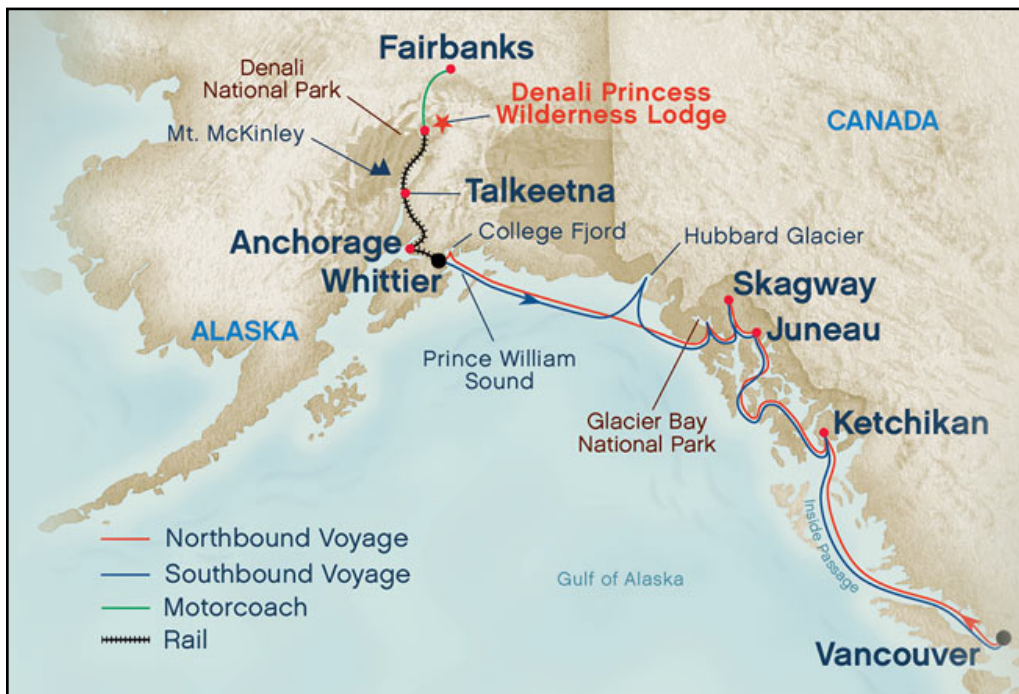 Fairbanks
Denali
National Park
Denali Princess
Wilderness Lodge
CANADA
Mt. McKinley
Talkeetna
College Fjord
Hubbard Glacier
Anchorage
Whittier
Skagway
ALASKA
Juneau
Prince William
Sound
Glacier Bay
National Park
Ketchikan
Inside Passage
Northbound Voyage
Southbound Voyage
Gulf of Alaska
Motorcoach
Rail
Vancouver